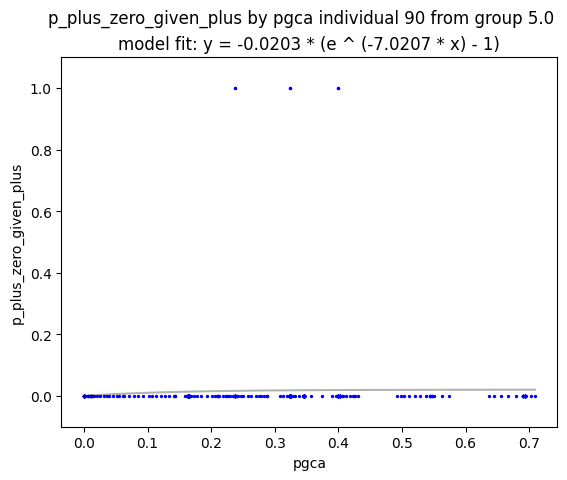 p_plus_zero_given_plus by pgca individual 90 from group 5.0
model fit: y = -0.0203 * (e ^ (-7.0207 * x) - 1)
p_plus_zero_given_plus
1.0
0.8
0.6
0.4
0.2
0.0
0.0 0.1 0.2 0.3 0.4 0.5 0.6 0.7
pgca